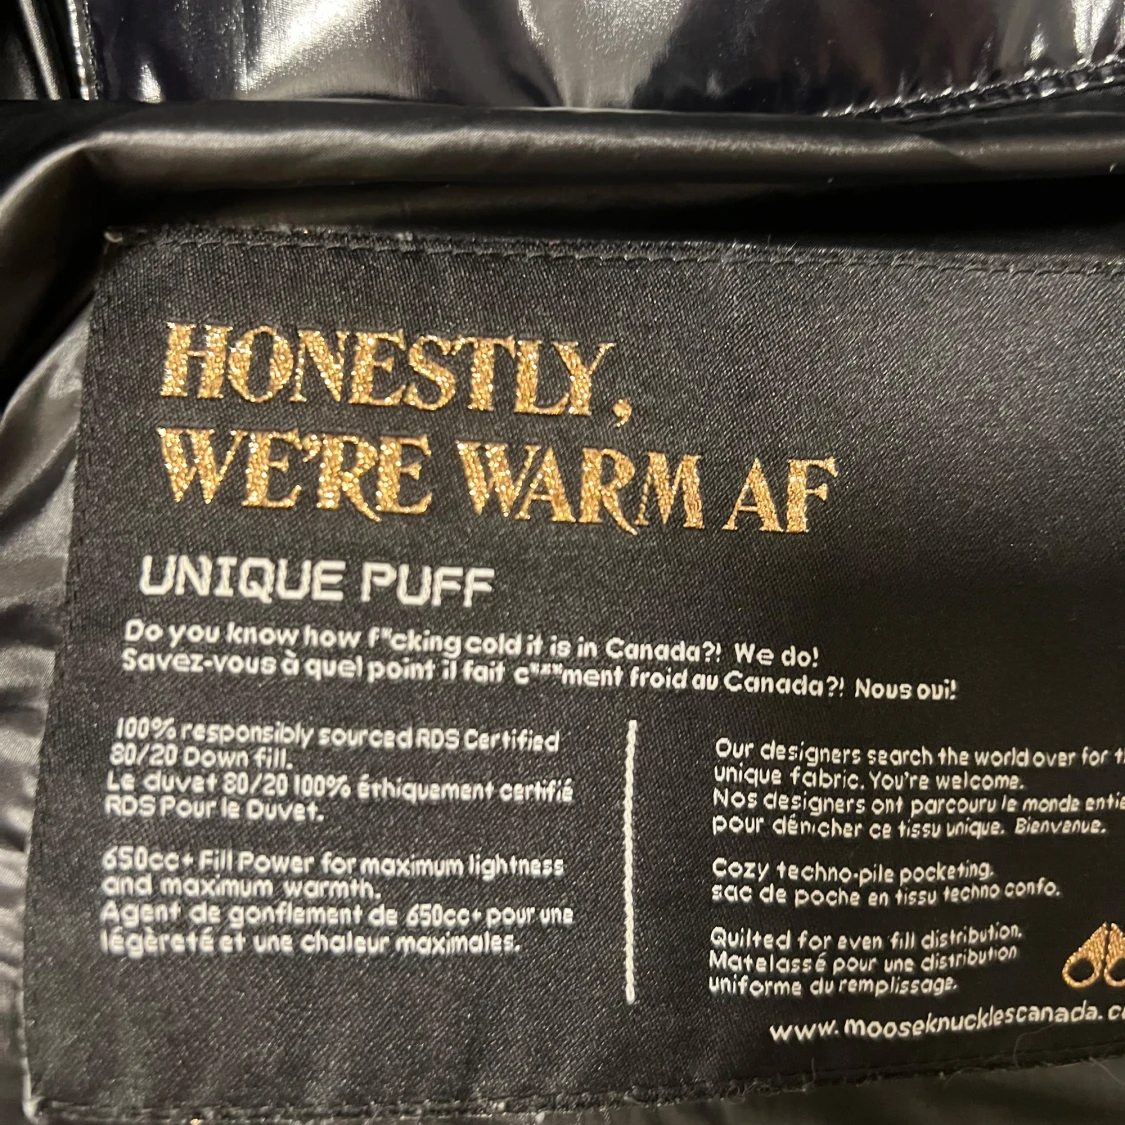 HONESTLY,
WE'RE WARM AF
UNIQUE PUFF
Do you know how f*cking cold it is in Canada?! We do!
Savez-vous à quel point il fait c***ment froid au Canada?! Nous oui!
100% responsibly sourced RDS Certified
80/20 Down fill.
Le duvet 80/20 100% éthiquement certifié
RDS Pour le Duvet.
650cc+ Fill Power for maximum lightness
and maximum warmth.
Agent de gonflement de 650cc+ pour une
légèreté et une chaleur maximales.
Our designers search the world over for
unique fabric. You're welcome.
Nos designers ont parcouru le monde
pour dénicher ce tissu unique. Bienvenue.
Cozy techno-pile pocketing.
sac de poche en tissu techno confo.
Quilted for even fill distribution.
Matelassé pour une distribution
uniforme du remplissage.
www.mooseknucklescanada.